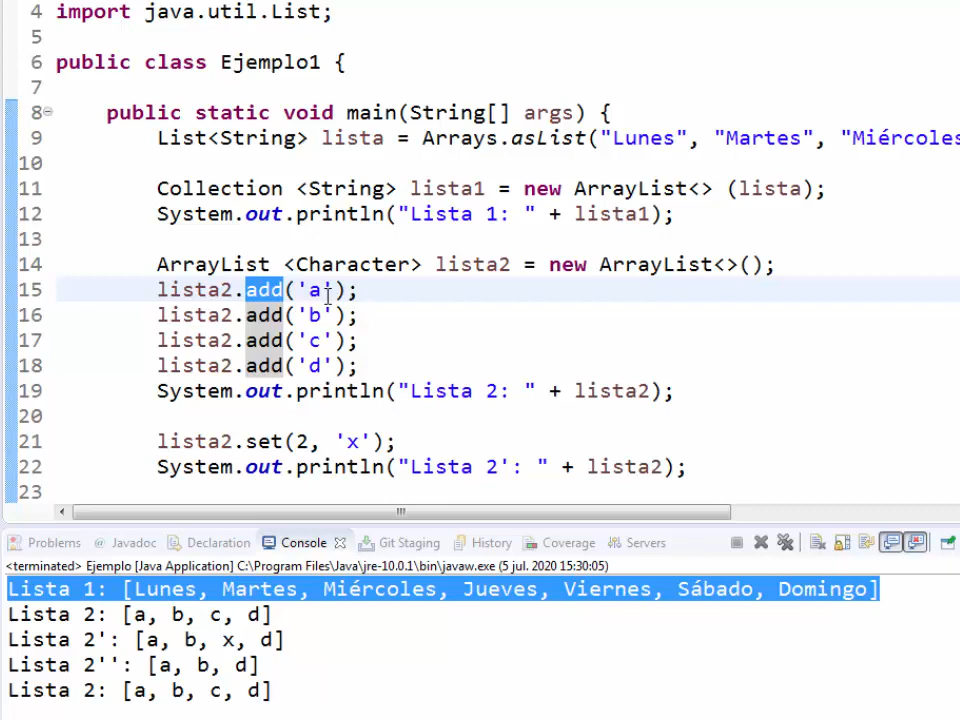 4 import java.util.List;
5
6 public class Ejemplo1 {
7
8 public static void main(String[] args) {
9 List<String> lista = Arrays.asList("Lunes", "Martes", "Miércoles
10
11 Collection <String> lista1 = new ArrayList<> (lista);
12 System.out.println("Lista 1: " + lista1);
13
14 ArrayList <Character> lista2 = new ArrayList<>();
15 lista2.add('a');
16 lista2.add('b');
17 lista2.add('c');
18 lista2.add('d');
19 System.out.println("Lista 2: " + lista2);
20
21 lista2.set(2, 'x');
22 System.out.println("Lista 2': " + lista2);
23
Problems @ Javadoc Declaration Console Git Staging History Coverage Servers
<terminated> Ejemplo [Java Application] C:\Program Files\Java\jre-10.0.1\bin\javaw.exe (5 jul. 2020 15:30:05)
Lista 1: [Lunes, Martes, Miércoles, Jueves, Viernes, Sábado, Domingo]
Lista 2: [a, b, c, d]
Lista 2': [a, b, x, d]
Lista 2'': [a, b, d]
Lista 2: [a, b, c, d]